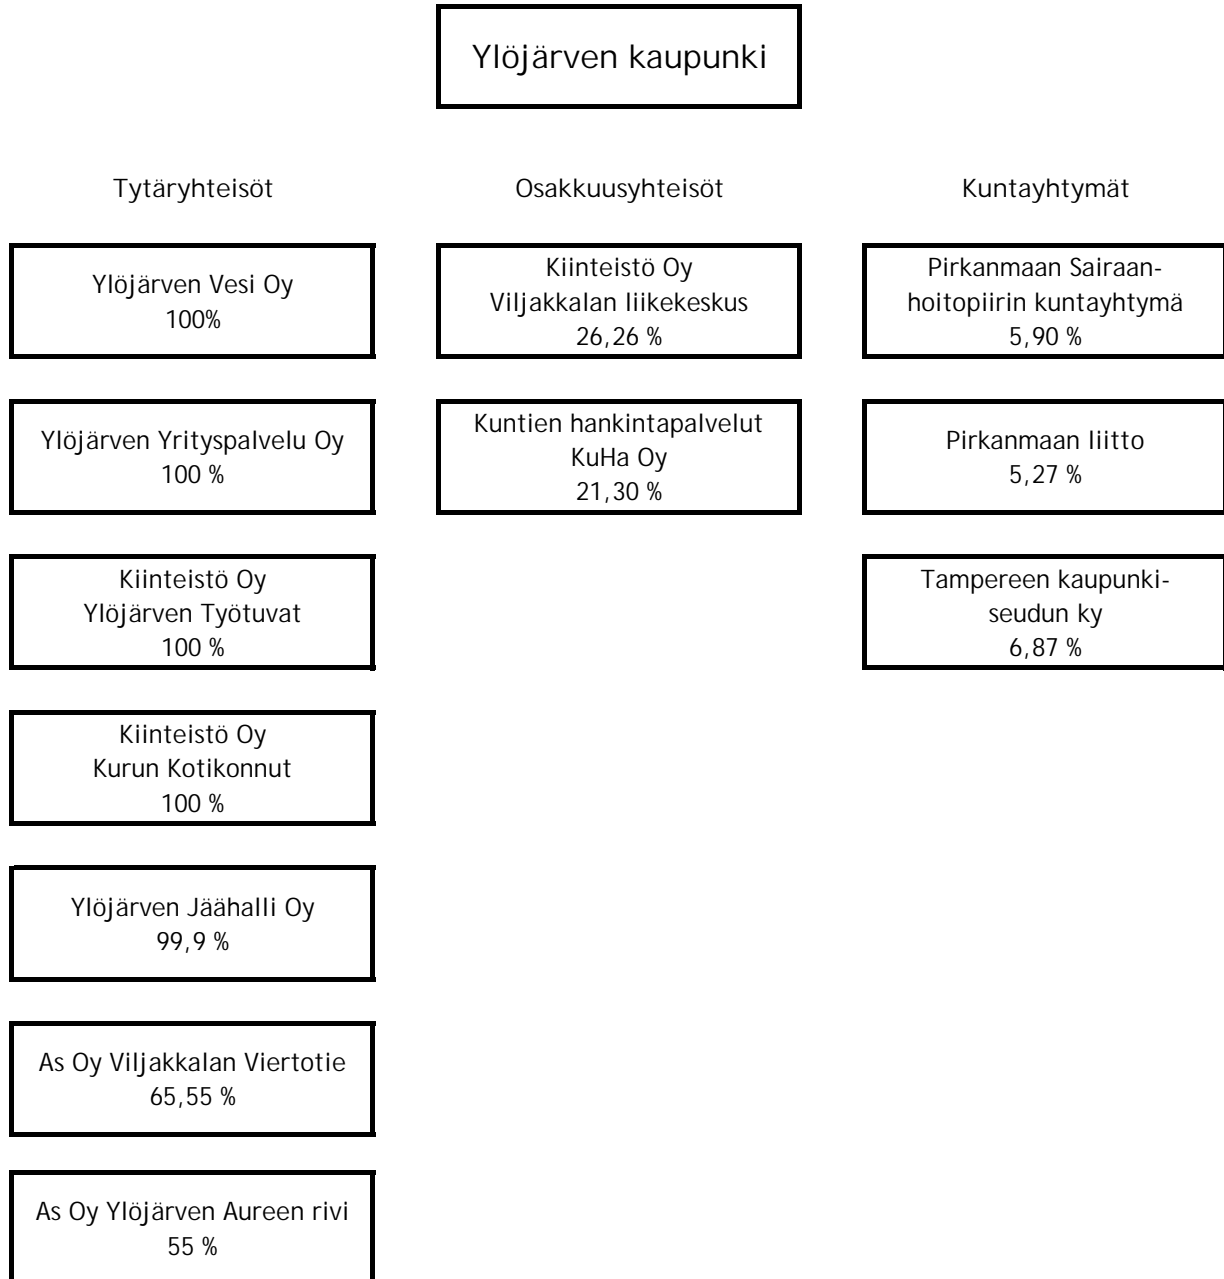 Ylöjärven kaupunki
Tytäryhteisöt
Ylöjärven Vesi Oy
100%
Ylöjärven Yrityspalvelu Oy
100 %
Kiinteistö Oy
Ylöjärven Työtuvat
100 %
Kiinteistö Oy
Kurun Kotikonnut
100 %
Ylöjärven Jäähalli Oy
99,9 %
As Oy Viljakkalan Viertotie
65,55 %
As Oy Ylöjärven Aureen rivi
55 %
Osakkuusyhteisöt
Kiinteistö Oy
Viljakkalan liikekeskus
26,26 %
Kuntien hankintapalvelut
KuHa Oy
21,30 %
Kuntayhtymät
Pirkanmaan Sairaan-
hoitopiirin kuntayhtymä
5,90 %
Pirkanmaan liitto
5,27 %
Tampereen kaupunki-
seudun ky
6,87 %